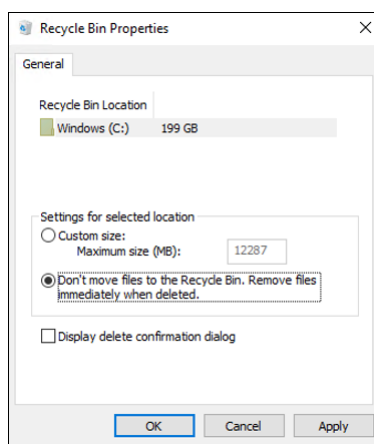 Recycle Bin Properties
General
Recycle Bin Location
Windows (C:) 199 GB
Settings for selected location
Custom size:
Maximum size (MB): 12287
Don't move files to the Recycle Bin. Remove files
immediately when deleted.
Display delete confirmation dialog
OK Cancel Apply